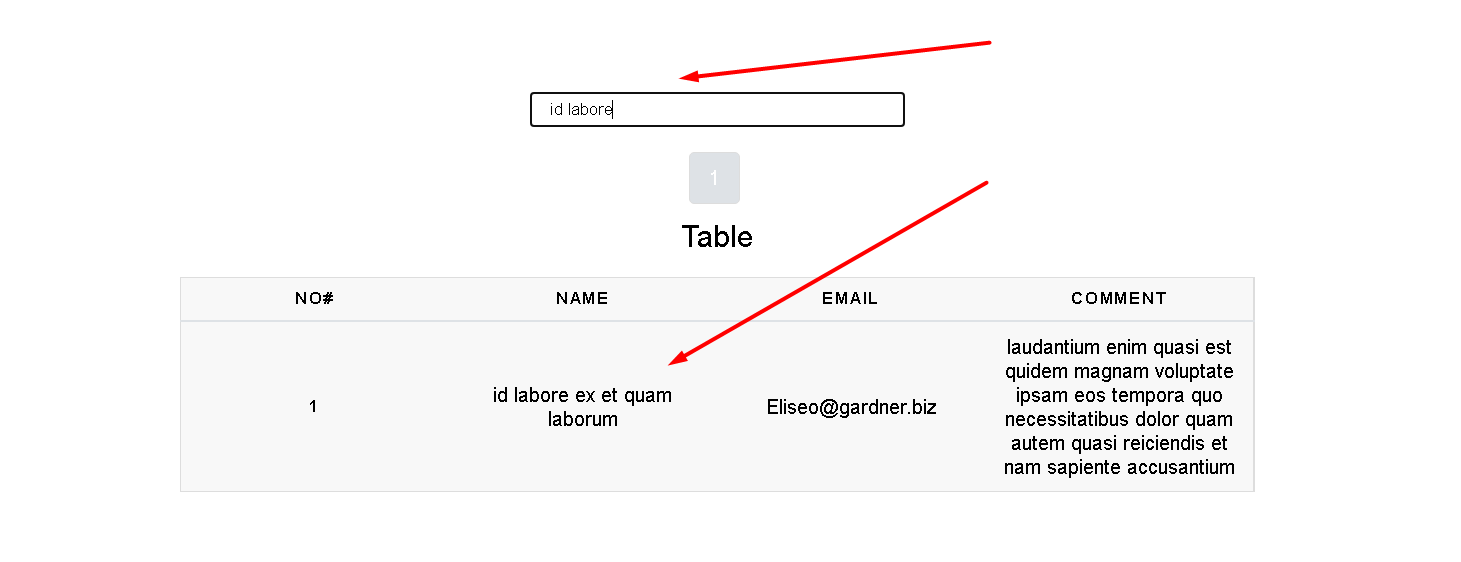 id labore
1
Table
NO# NAME EMAIL COMMENT
1 id labore ex et quam laborum Eliseo@gardner.biz laudantium enim quasi est
quidem magnam voluptate
ipsam eos tempora quo
necessitatibus dolor quam
autem quasi reiciendis et
nam sapiente accusantium